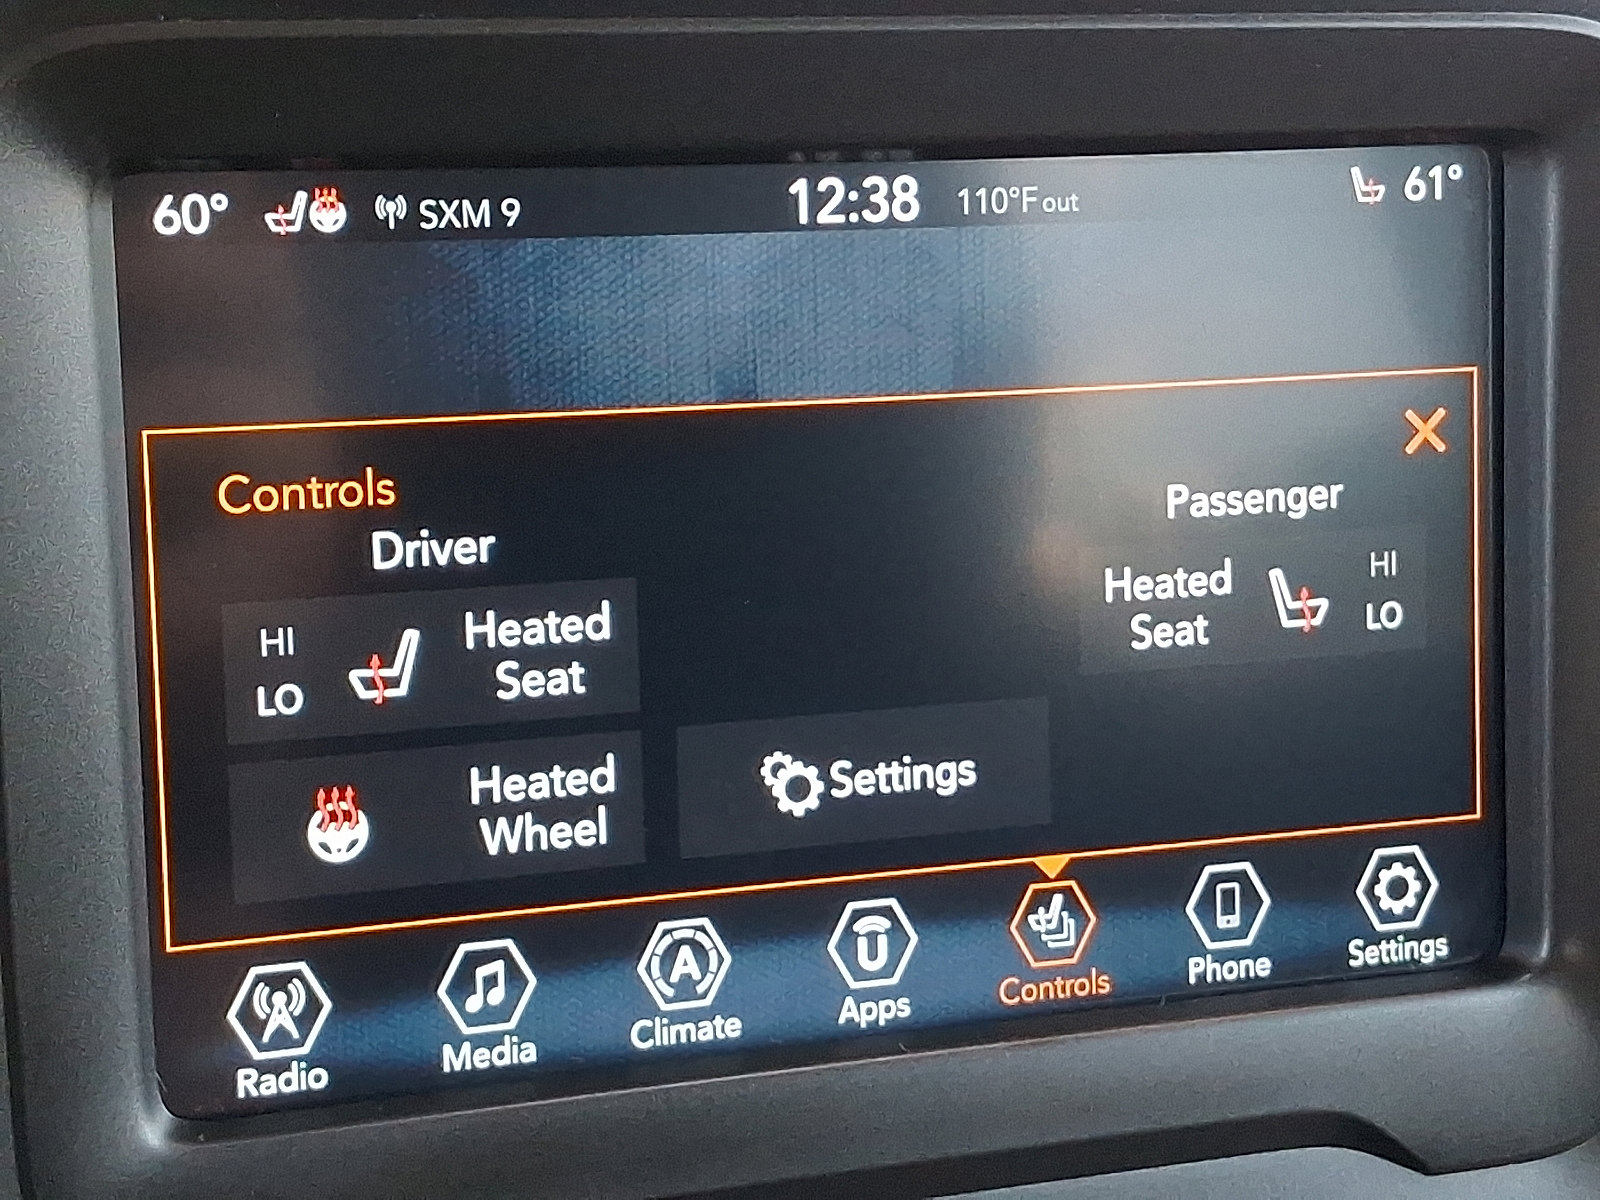 60° SXM 9 12:38 110°F out 61°
Controls
Driver
HI
LO
Heated
Seat
Heated
Wheel
Settings
Passenger
Heated
Seat
HI
LO
Radio
Media
Climate
Apps
Controls
Phone
Settings